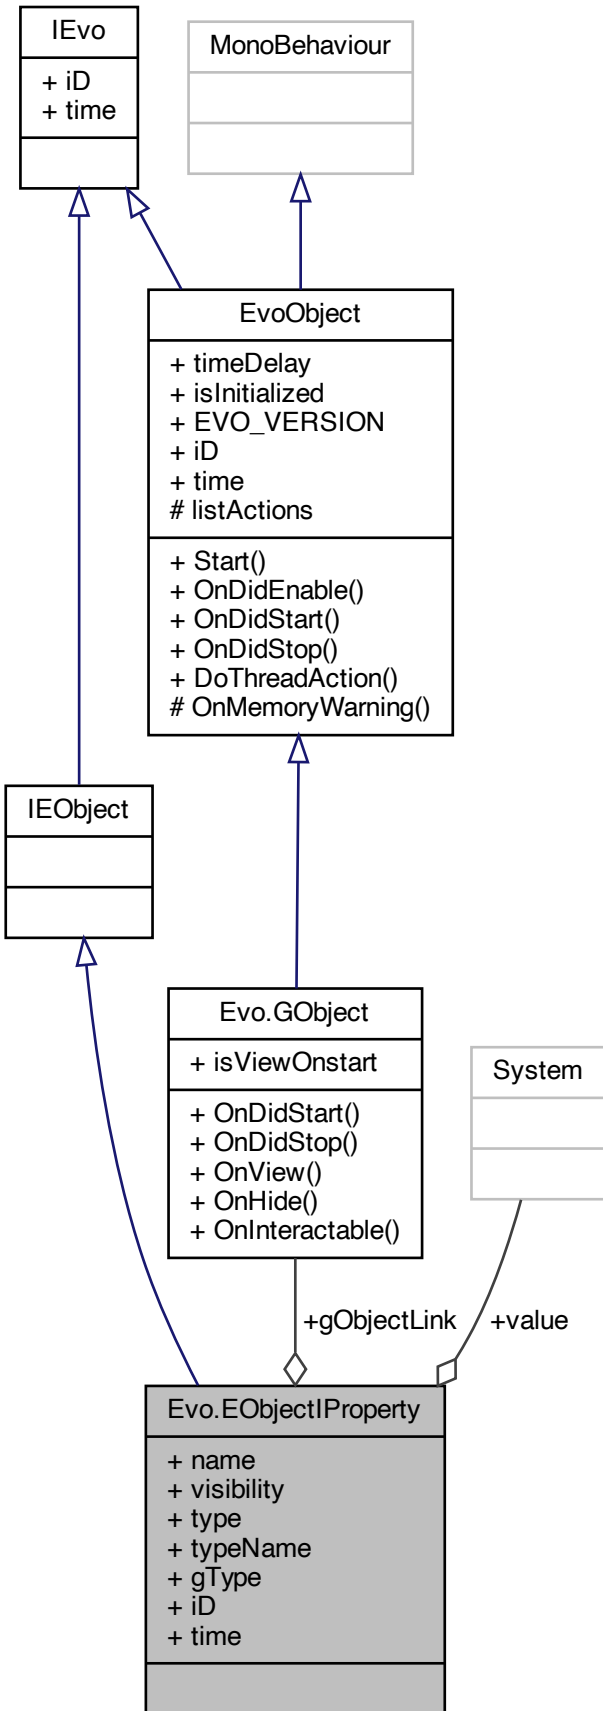 IEvo
+ iD
+ time
MonoBehaviour
EvoObject
+ timeDelay
+ isInitialized
+ EVO_VERSION
+ iD
+ time
# listActions
+ Start()
+ OnDidEnable()
+ OnDidStart()
+ OnDidStop()
+ DoThreadAction()
# OnMemoryWarning()
IEObject
Evo.GObject
+ isViewOnstart
+ OnDidStart()
+ OnDidStop()
+ OnView()
+ OnHide()
+ OnInteractable()
System
+gObjectLink
+value
Evo.EObjectIProperty
+ name
+ visibility
+ type
+ typeName
+ gType
+ iD
+ time